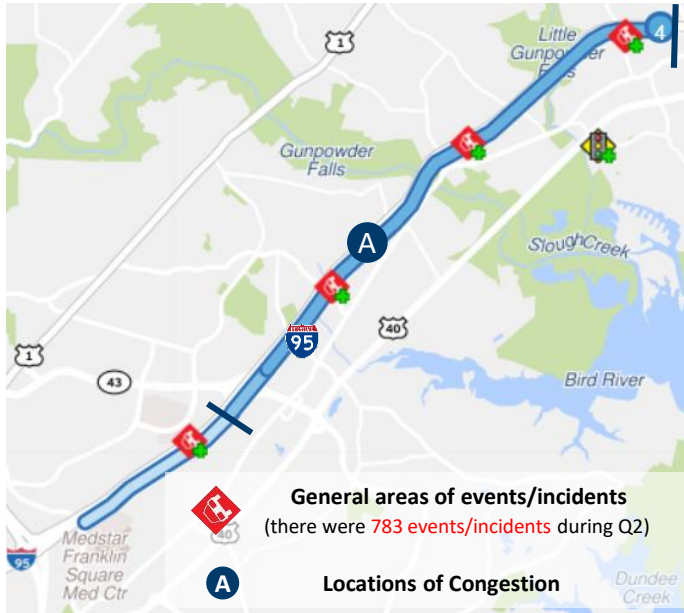 4
Little
Gunpowder
Falls
1
Gunpowder
Falls
Slough Creek
A
40
95
1
43
Bird River
General areas of events/incidents
(there were 783 events/incidents during Q2)
40
Medstar
Franklin
Square
Med Ctr
95
A Locations of Congestion
Dundee
Creek